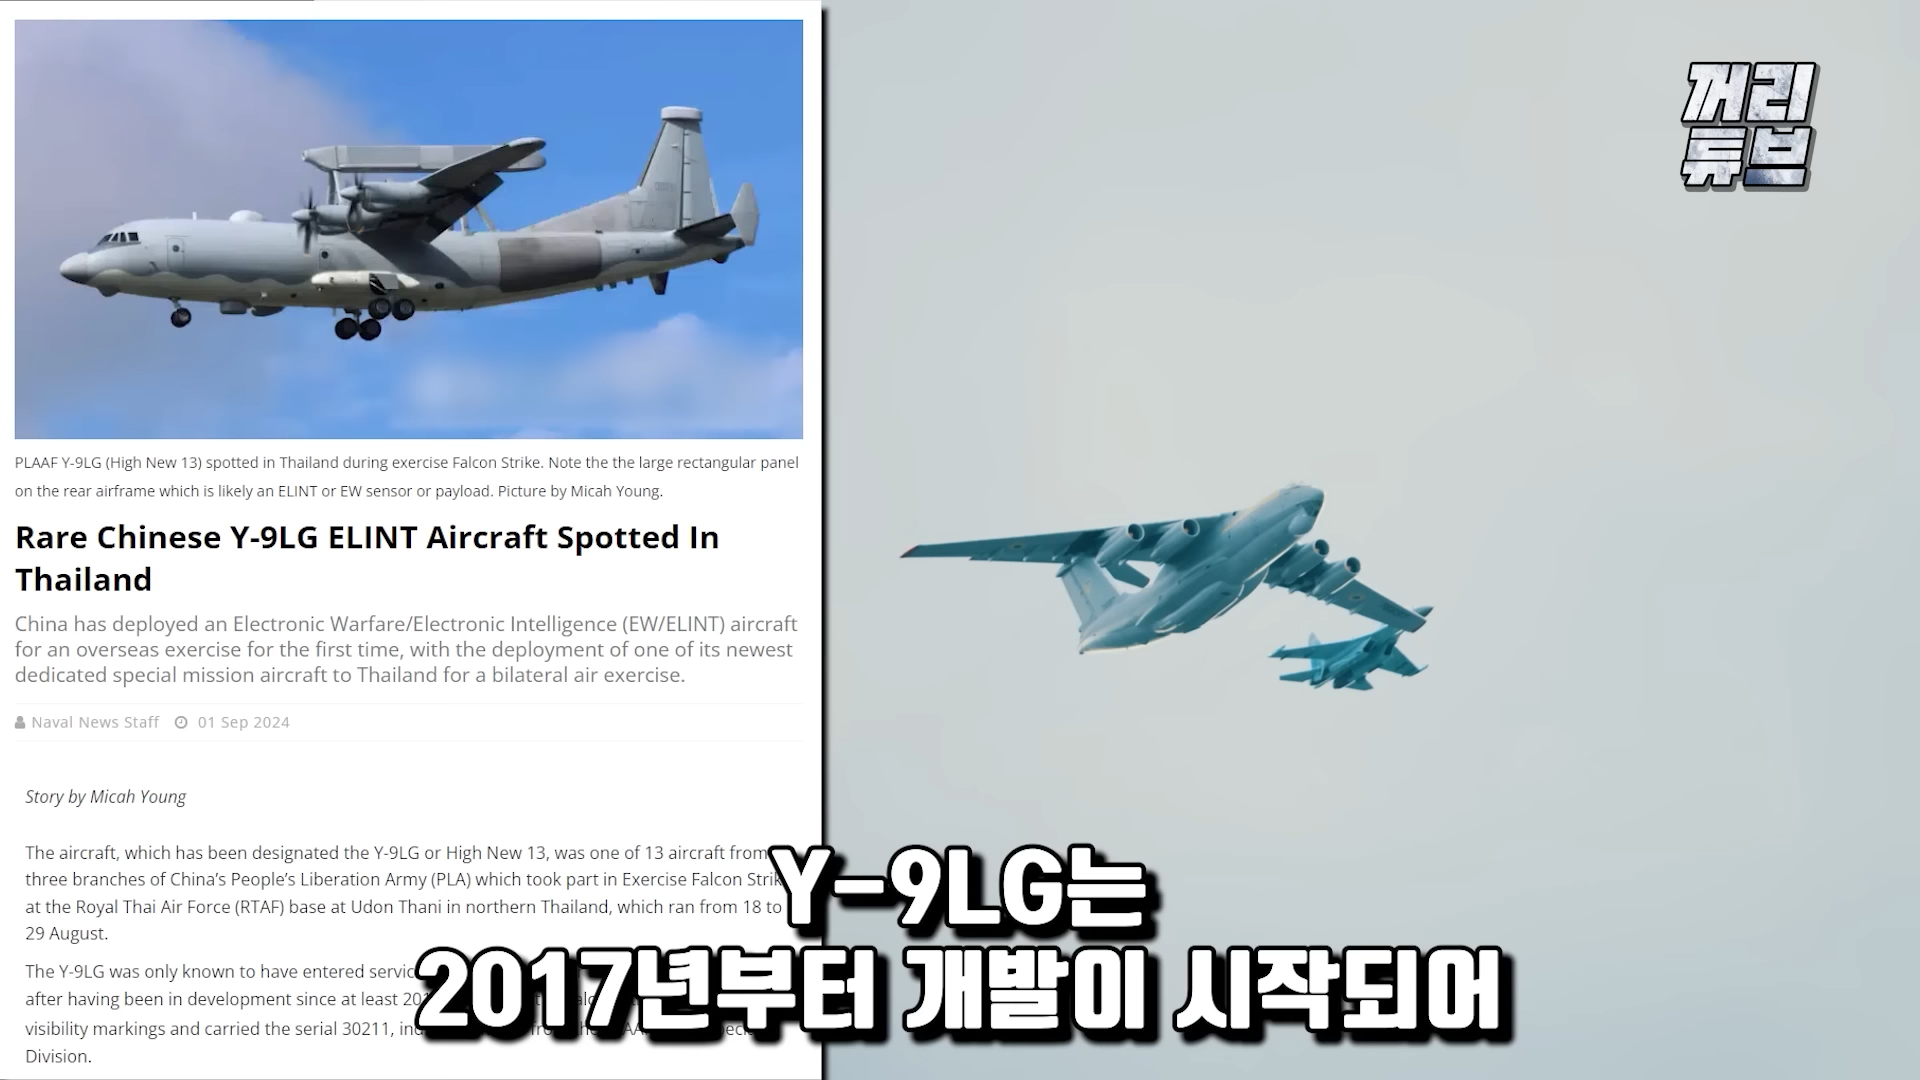 꺼리
튜브
PLAAF Y-9LG (High New 13) spotted in Thailand during exercise Falcon Strike. Note the the large rectangular panel
on the rear airframe which is likely an ELINT or EW sensor or payload. Picture by Micah Young.
Rare Chinese Y-9LG ELINT Aircraft Spotted In
Thailand
China has deployed an Electronic Warfare/Electronic Intelligence (EW/ELINT) aircraft
for an overseas exercise for the first time, with the deployment of one of its newest
dedicated special mission aircraft to Thailand for a bilateral air exercise.
Naval News Staff 01 Sep 2024
Story by Micah Young
The aircraft, which has been designated the Y-9LG or High New 13, was one of 13 aircraft from
three branches of China's People's Liberation Army (PLA) which took part in Exercise Falcon
at the Royal Thai Air Force (RTAF) base at Udon Thani in northern Thailand, which ran from 18 to
29 August.
The Y-9LG was only known to have entered
after having been in development since at least
visibility markings and carried the serial 30211,
Division.
Y-9LG는
2017년부터 개발이 시작되어